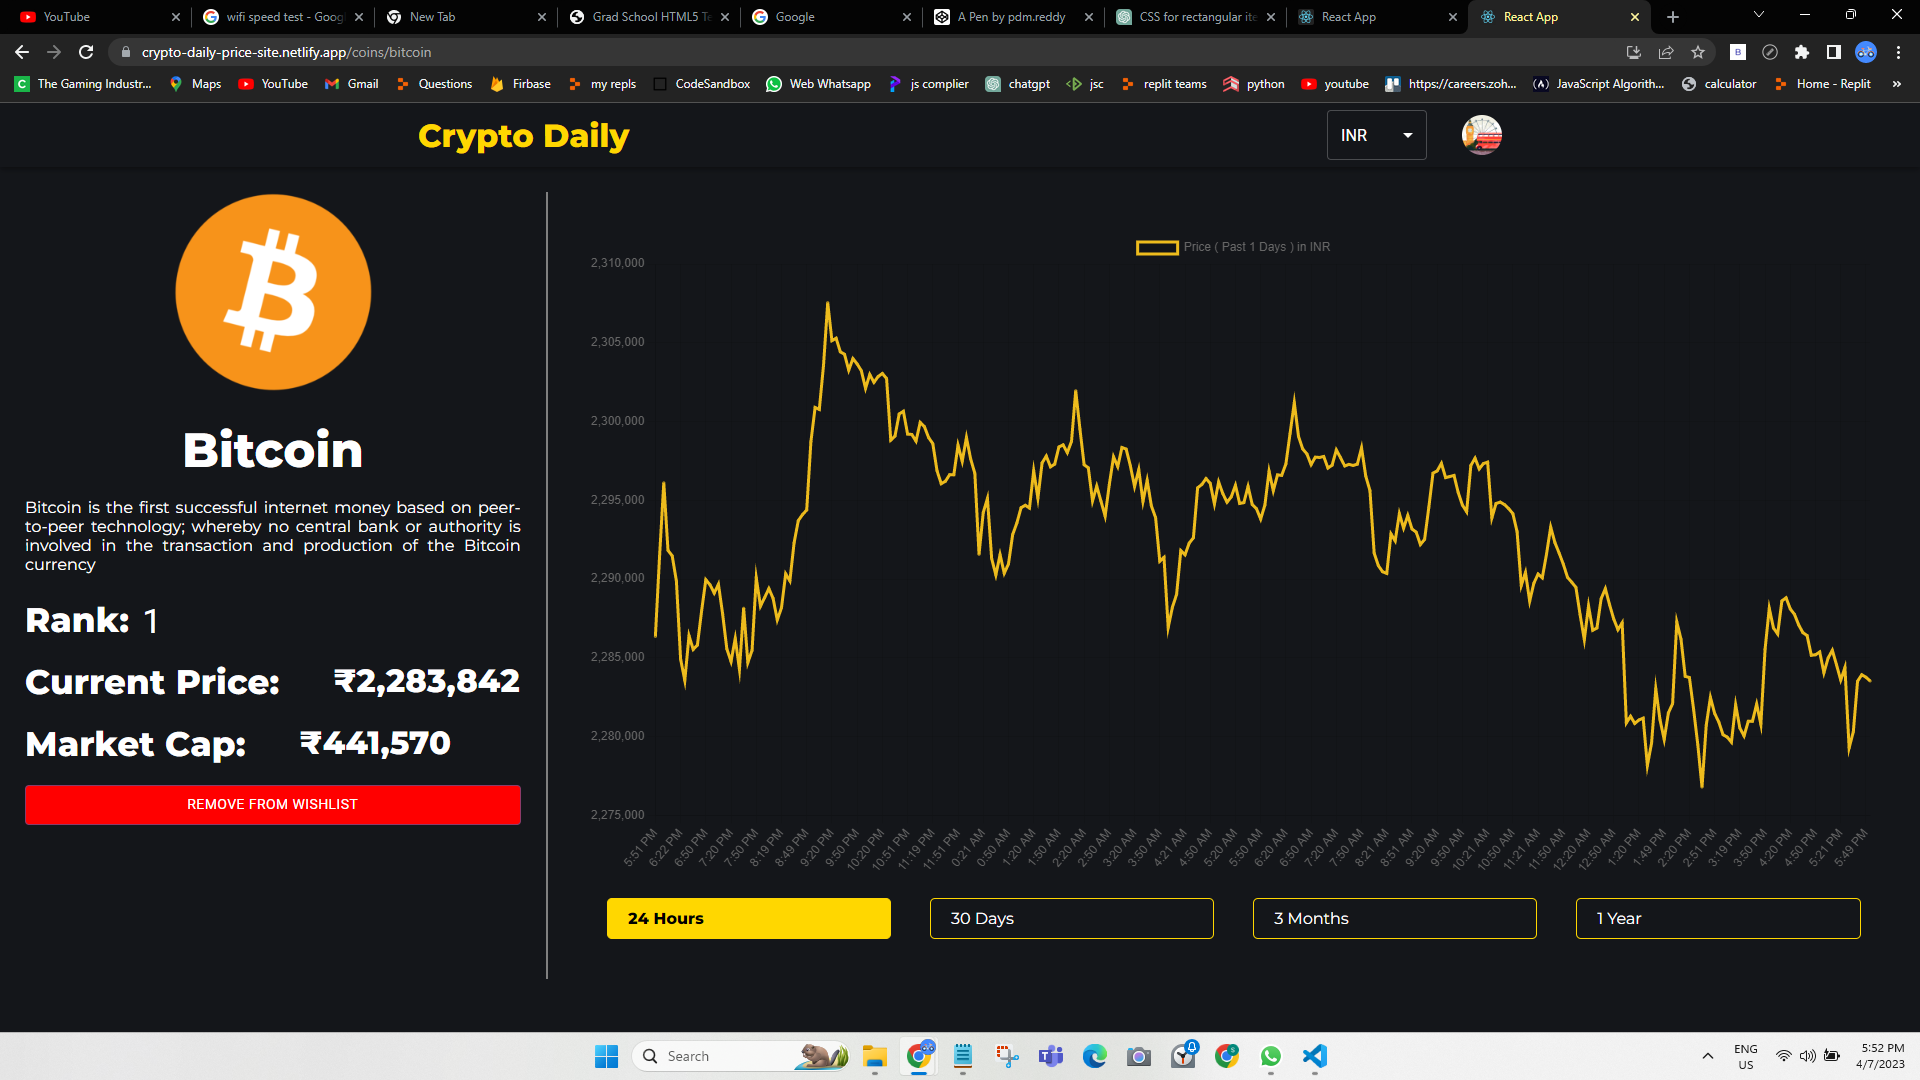 YouTube
wifi speed test - Goog
New Tab
Grad School HTML5 Te
Google
A Pen by pdm.reddy
CSS for rectangular ite
React App
React App
crypto-daily-price-site.netlify.app/coins/bitcoin
The Gaming Industr...
Maps
YouTube
Gmail
Questions
Firbase
my repls
CodeSandbox
Web Whatsapp
js complier
chatgpt
jsc
replit teams
python
youtube
https://careers.zoh...
JavaScript Algorith...
calculator
Home - Replit
»
Crypto Daily
INR
Bitcoin
Bitcoin is the first successful internet money based on peer-
to-peer technology; whereby no central bank or authority is
involved in the transaction and production of the Bitcoin
currency
Rank: 1
Current Price: ₹2,283,842
Market Cap: ₹441,570
REMOVE FROM WISHLIST
Price ( Past 1 Days ) in INR
2,310,000
2,305,000
2,300,000
2,295,000
2,290,000
2,285,000
2,280,000
2,275,000
5:51 PM
6:22 PM
6:50 PM
7:20 PM
7:50 PM
8:19 PM
8:49 PM
9:20 PM
9:50 PM
10:20 PM
10:51 PM
11:19 PM
11:51 PM
0:21 AM
0:50 AM
1:20 AM
1:50 AM
2:20 AM
2:50 AM
3:20 AM
3:50 AM
4:21 AM
4:50 AM
5:20 AM
5:50 AM
6:20 AM
6:50 AM
7:20 AM
7:50 AM
8:21 AM
8:51 AM
9:20 AM
9:50 AM
10:21 AM
10:50 AM
11:21 AM
11:50 AM
12:20 AM
12:50 AM
1:20 PM
1:49 PM
2:20 PM
2:51 PM
3:19 PM
3:50 PM
4:20 PM
4:50 PM
5:21 PM
5:49 PM
24 Hours
30 Days
3 Months
1 Year
Search
ENG
US
5:52 PM
4/7/2023